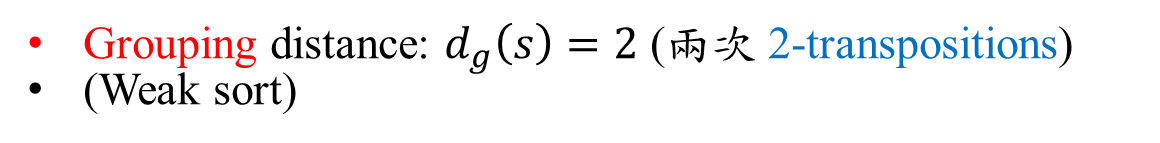 • Grouping distance: d_g(s) = 2 (兩次 2-transpositions)
• (Weak sort)